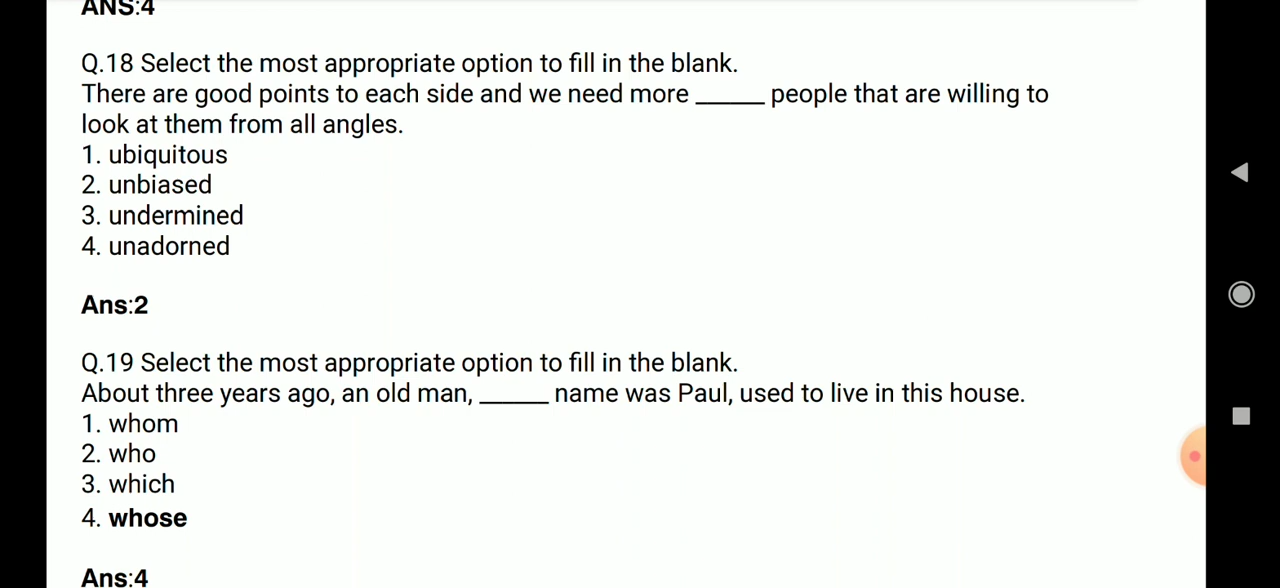 ANS:4
Q.18 Select the most appropriate option to fill in the blank.
There are good points to each side and we need more ______ people that are willing to
look at them from all angles.
1. ubiquitous
2. unbiased
3. undermined
4. unadorned
Ans:2
Q.19 Select the most appropriate option to fill in the blank.
About three years ago, an old man, ______ name was Paul, used to live in this house.
1. whom
2. who
3. which
4. whose
Ans:4